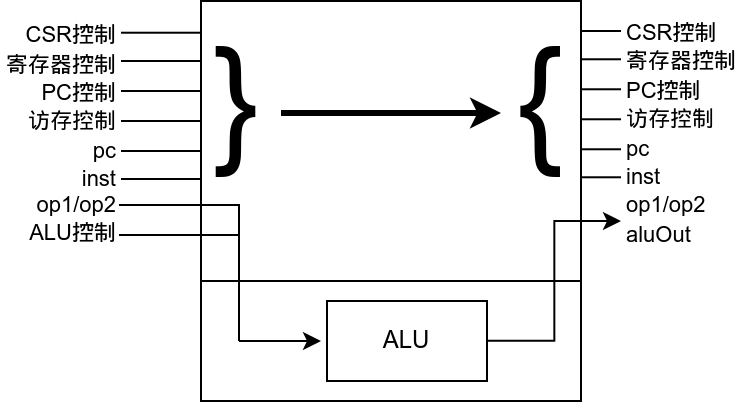 CSR控制
寄存器控制
PC控制
访存控制
pc
inst
op1/op2
ALU控制
CSR控制
寄存器控制
PC控制
访存控制
pc
inst
op1/op2
aluOut
ALU